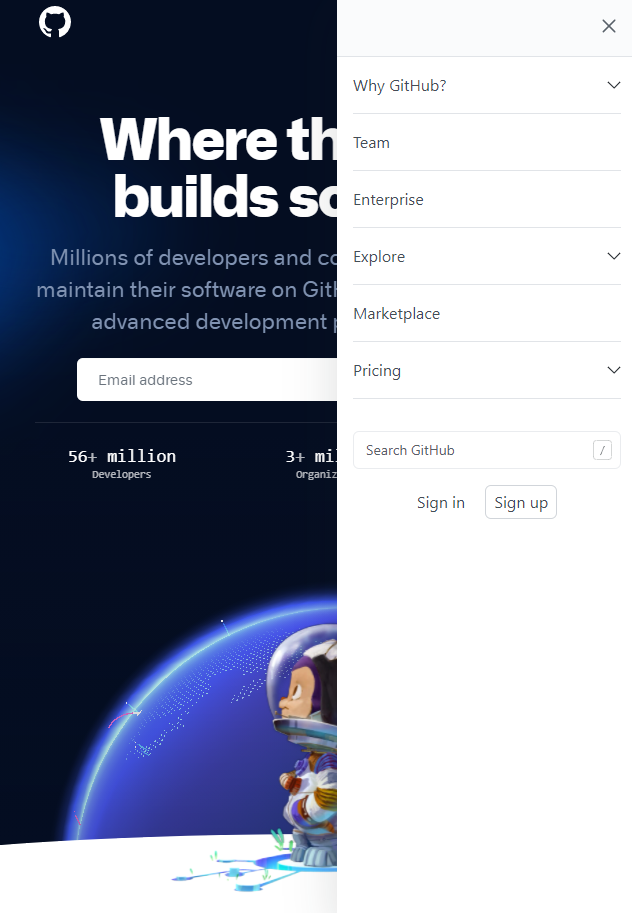 Where th
builds so
Millions of developers and co
maintain their software on GitH
advanced development p
Email address
56+ million
Developers
3+ mil
Organiz
Why GitHub?
Team
Enterprise
Explore
Marketplace
Pricing
Search GitHub /
Sign in Sign up